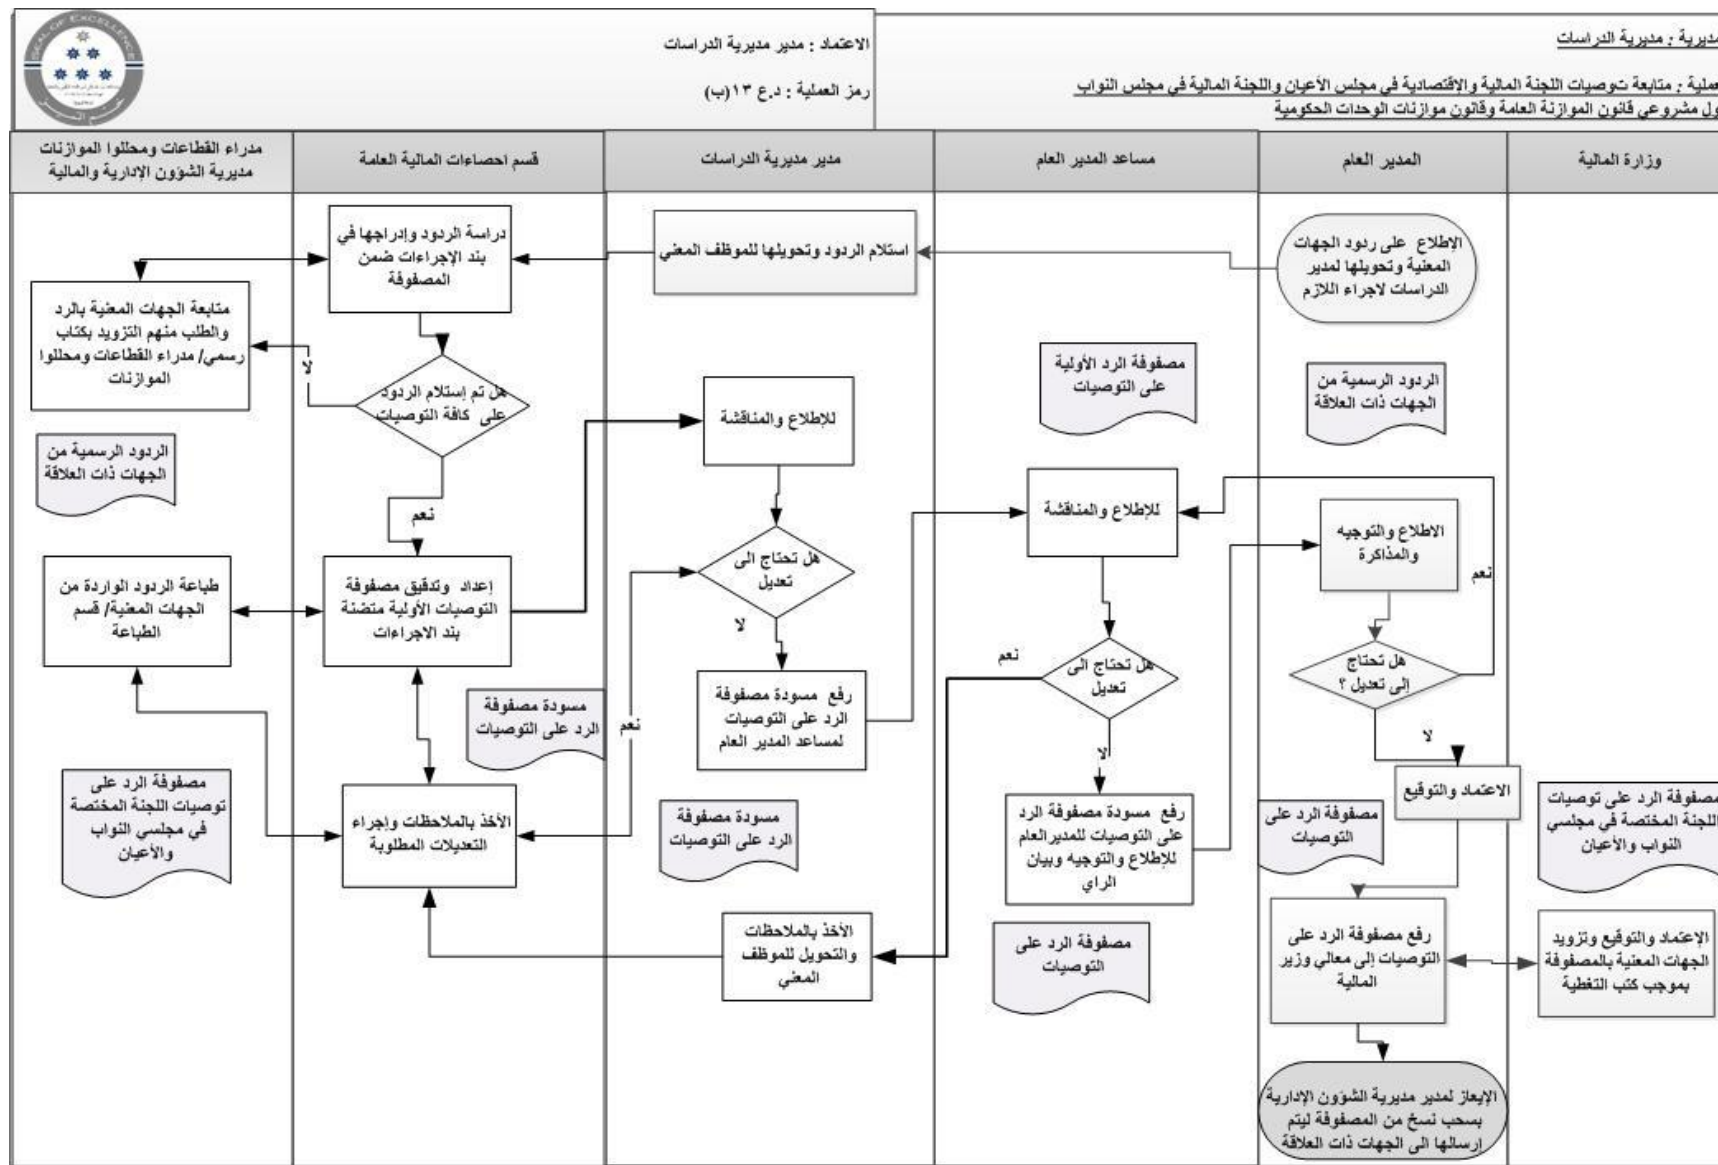 مديرية : مديرية الدراسات
الاعتماد : مدير مديرية الدراسات
SEAL OF EXCELLENCE
ختم التميز
عملية : متابعة توصيات اللجنة المالية والاقتصادية في مجلس الأعيان واللجنة المالية في مجلس النواب
ول مشروعي قانون الموازنة العامة وقانون موازنات الوحدات الحكومية
رمز العملية : د.ع ١٣(ب)
وزارة المالية
المدير العام
مساعد المدير العام
مدير مديرية الدراسات
قسم احصاءات المالية العامة
مدراء القطاعات ومحللوا الموازنات
مديرية الشؤون الإدارية والمالية
الإطلاع على ردود الجهات
المعنية وتحويلها لمدير
الدراسات لاجراء اللازم
استلام الردود وتحويلها للموظف المعني
دراسة الردود وإدراجها في
بند الإجراءات ضمن
المصفوفة
متابعة الجهات المعنية بالرد
والطلب منهم التزويد بكتاب
رسمي/ مدراء القطاعات ومحللوا
الموازنات
لا
هل تم إستلام الردود
على كافة التوصيات
نعم
الردود الرسمية من
الجهات ذات العلاقة
مصفوفة الرد الأولية
على التوصيات
الردود الرسمية من
الجهات ذات العلاقة
للإطلاع والمناقشة
للإطلاع والمناقشة
الاطلاع والتوجيه
والمذاكرة
نعم
هل تحتاج الى
تعديل
لا
نعم
إعداد وتدقيق مصفوفة
التوصيات الأولية متضنة
بند الاجراءات
طباعة الردود الواردة من
الجهات المعنية/ قسم
الطباعة
هل تحتاج
إلى تعديل ؟
لا
هل تحتاج الى
تعديل
نعم
لا
رفع مسودة مصفوفة
الرد على التوصيات
لمساعد المدير العام
مسودة مصفوفة
الرد على التوصيات
مصفوفة الرد على
توصيات اللجنة المختصة
في مجلسي النواب
والأعيان
الأخذ بالملاحظات وإجراء
التعديلات المطلوبة
مسودة مصفوفة
الرد على التوصيات
رفع مسودة مصفوفة الرد
على التوصيات للمديرالعام
للإطلاع والتوجيه وبيان
الراي
الاعتماد والتوقيع
مصفوفة الرد على
التوصيات
مصفوفة الرد على توصيات
اللجنة المختصة في مجلسي
النواب والأعيان
الأخذ بالملاحظات
والتحويل للموظف
المعني
مصفوفة الرد على
التوصيات
رفع مصفوفة الرد على
التوصيات إلى معالي وزير
المالية
الإعتماد والتوقيع وتزويد
الجهات المعنية بالمصفوفة
بموجب كتب التغطية
الإيعاز لمدير مديرية الشؤون الإدارية
بسحب نسخ من المصفوفة ليتم
إرسالها الى الجهات ذات العلاقة